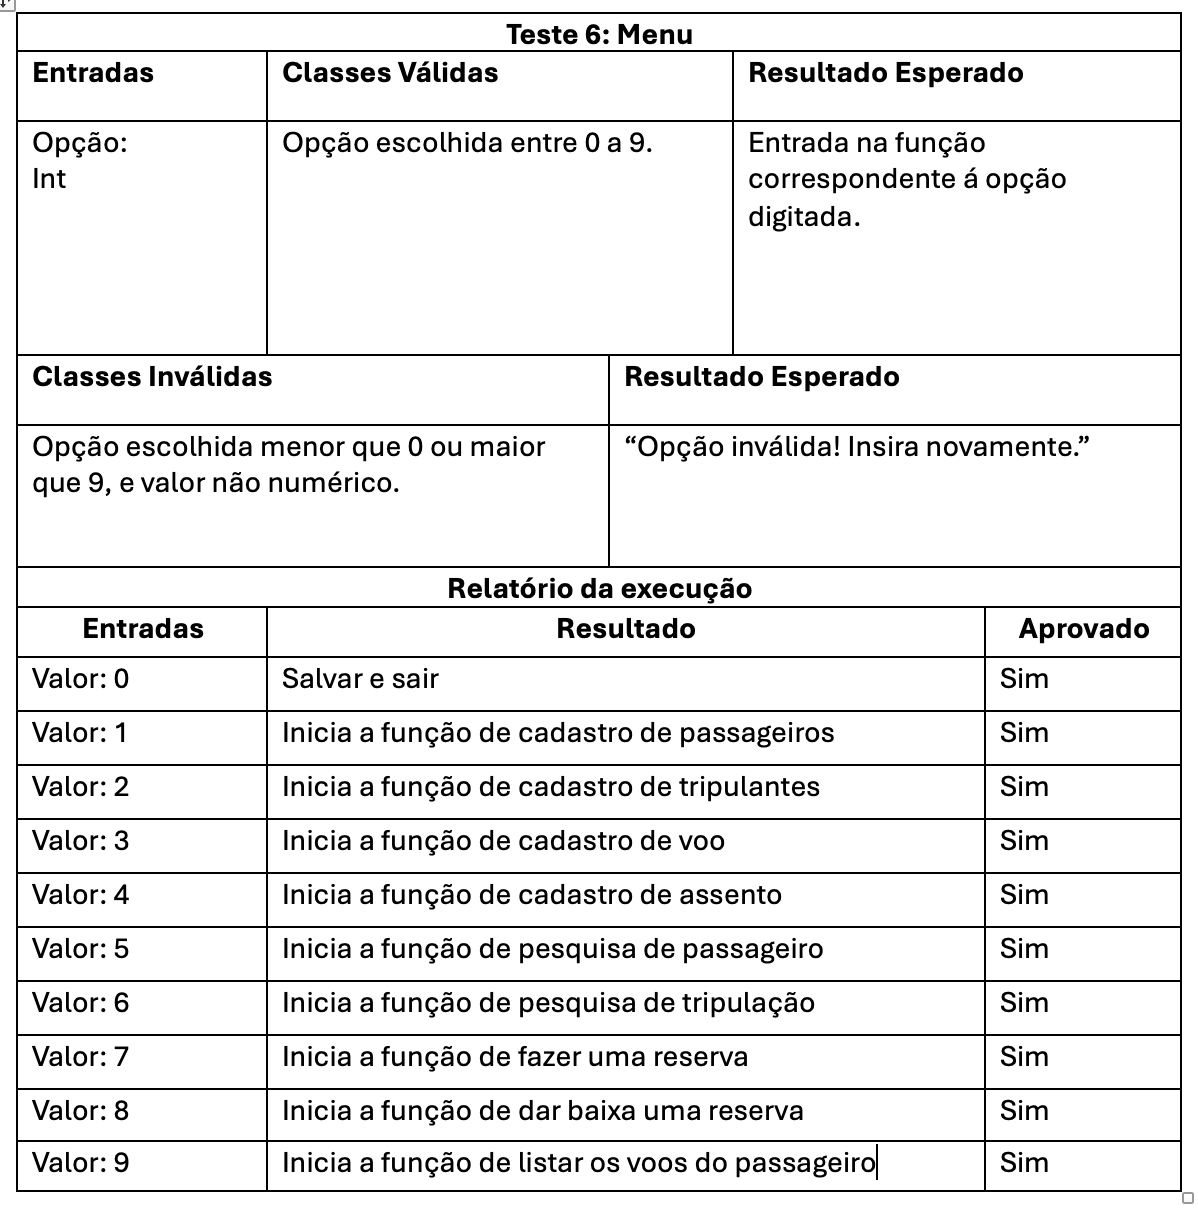 Teste 6: Menu
Entradas
Classes Válidas
Resultado Esperado
Opção:
Int
Opção escolhida entre 0 a 9.
Entrada na função
correspondente á opção
digitada.
Classes Inválidas
Resultado Esperado
Opção escolhida menor que 0 ou maior
que 9, e valor não numérico.
“Opção inválida! Insira novamente.”
Relatório da execução
Entradas
Resultado
Aprovado
Valor: 0
Salvar e sair
Sim
Valor: 1
Inicia a função de cadastro de passageiros
Sim
Valor: 2
Inicia a função de cadastro de tripulantes
Sim
Valor: 3
Inicia a função de cadastro de voo
Sim
Valor: 4
Inicia a função de cadastro de assento
Sim
Valor: 5
Inicia a função de pesquisa de passageiro
Sim
Valor: 6
Inicia a função de pesquisa de tripulação
Sim
Valor: 7
Inicia a função de fazer uma reserva
Sim
Valor: 8
Inicia a função de dar baixa uma reserva
Sim
Valor: 9
Inicia a função de listar os voos do passageiro
Sim